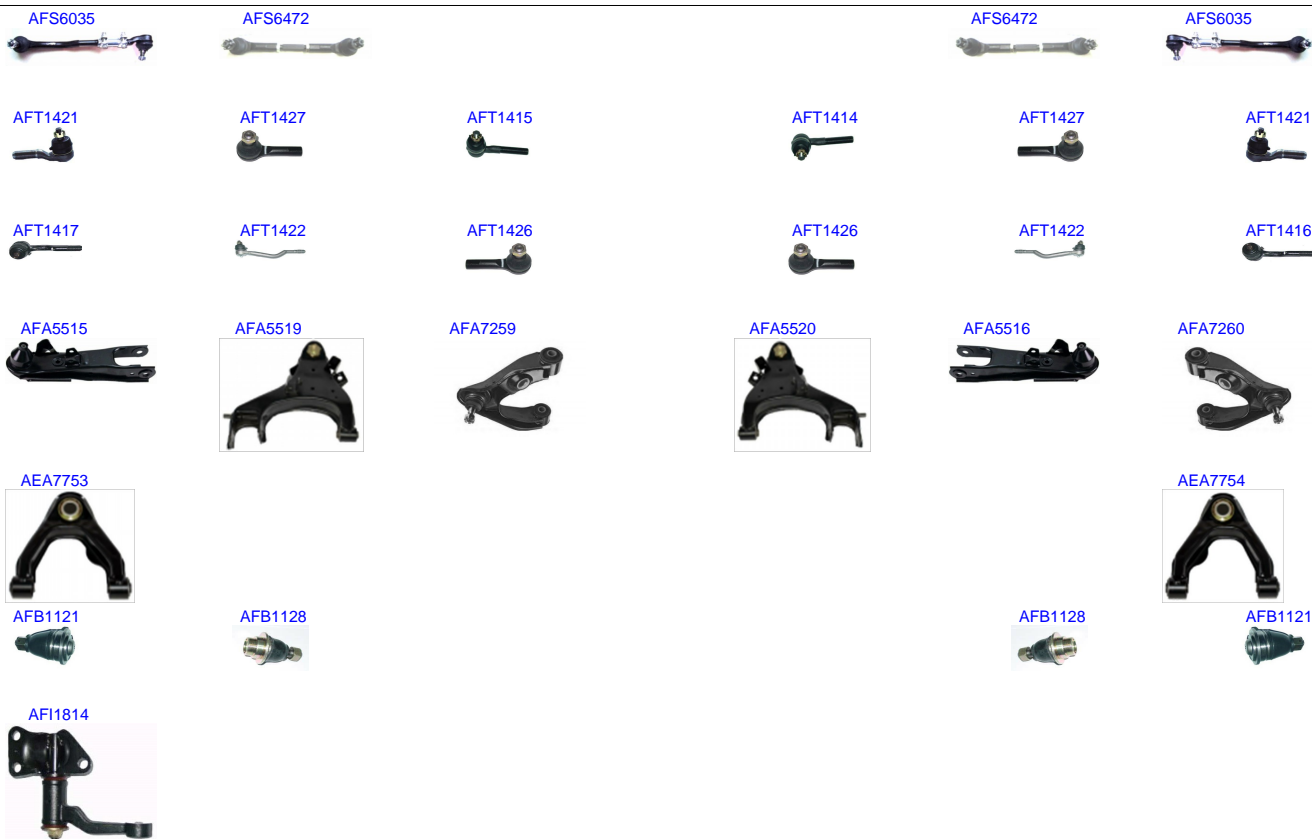 AFS6035 AFS6472 AFS6472 AFS6035
AFT1421 AFT1427 AFT1415 AFT1414 AFT1427 AFT1421
AFT1417 AFT1422 AFT1426 AFT1426 AFT1422 AFT1416
AFA5515 AFA5519 AFA7259 AFA5520 AFA5516 AFA7260
AEA7753 AEA7754
AFB1121 AFB1128 AFB1128 AFB1121
AFI1814